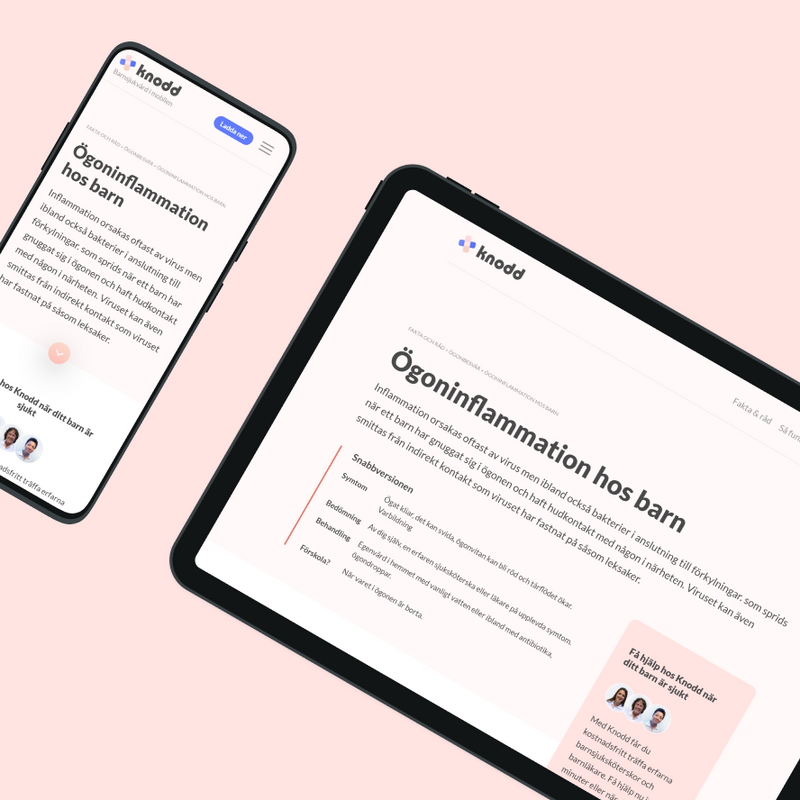 knodd
Barnsjukvård i mobilen
Ladda ner
FAKTA OCH RÅD • ÖGONBESVÄR • ÖGONINFLAMMATION HOS BARN
Ögoninflammation
hos barn
Inflammation orsakas oftast av virus men
ibland också bakterier i anslutning till
förkylningar, som sprids när ett barn har
gnuggat sig i ögonen och haft hudkontakt
med någon i närheten. Viruset kan även
smittas från indirekt kontakt som viruset
har fastnat på såsom leksaker.
hos Knodd när ditt barn är
sjukt
kostnadsfritt träffa erfarna
knodd
Fakta & råd
Så
FAKTA OCH RÅD • ÖGONBESVÄR • ÖGONINFLAMMATION HOS BARN
Ögoninflammation hos barn
Inflammation orsakas oftast av virus men ibland också bakterier i anslutning till förkylningar, som sprids
när ett barn har gnuggat sig i ögonen och haft hudkontakt med någon i närheten. Viruset kan även
smittas från indirekt kontakt som viruset har fastnat på såsom leksaker.
Snabbversionen
Symtom
Ögat kliar, det kan svida, ögonvitan kan bli röd och tårflödet ökar.
Varbildning
Bedömning
Av dig själv, en erfaren sjuksköterska eller läkare på upplevda symtom.
Behandling
Egenvård i hemmet med vanligt vatten eller ibland med antibiotika,
ögondroppar.
Förskola?
När varet i ögonen är borta.
Få hjälp hos Knodd när
ditt barn är sjukt
Med Knodd får du
kostnadsfritt träffa erfarna
barnsjuksköterskor och
barnläkare. Få hjälp nu i
minuter eller när